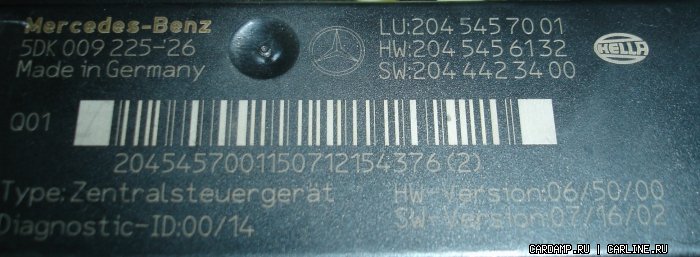 Mercedes-Benz
5DK 009 225-26
Made in Germany
LU:204 545 70 01
HW:204 545 61 32
SW:204 442 34 00
HELLA
Q01
2045457001150712154376(2)
Type:Zentralsteuergerät
HW-Version:06/50/00
Diagnostic-ID:00/14
SW-Version:07/16/02
CARDAMP.RU | CARLINE.RU